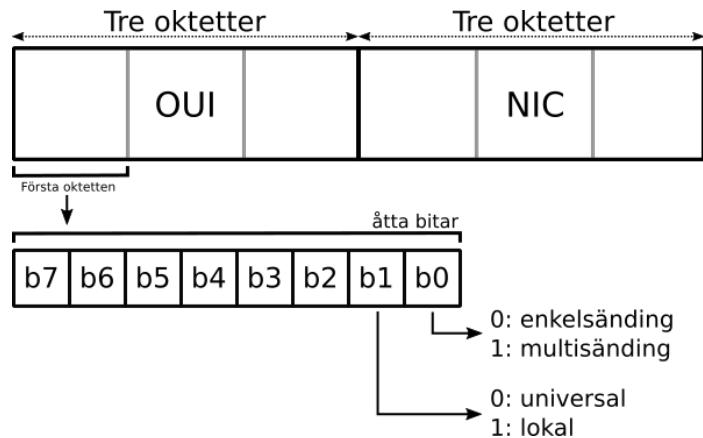 Tre oktetter Tre oktetter
OUI NIC
Första oktetten
åtta bitar
b7 b6 b5 b4 b3 b2 b1 b0
0: enkelsänding
1: multisänding
0: universal
1: lokal